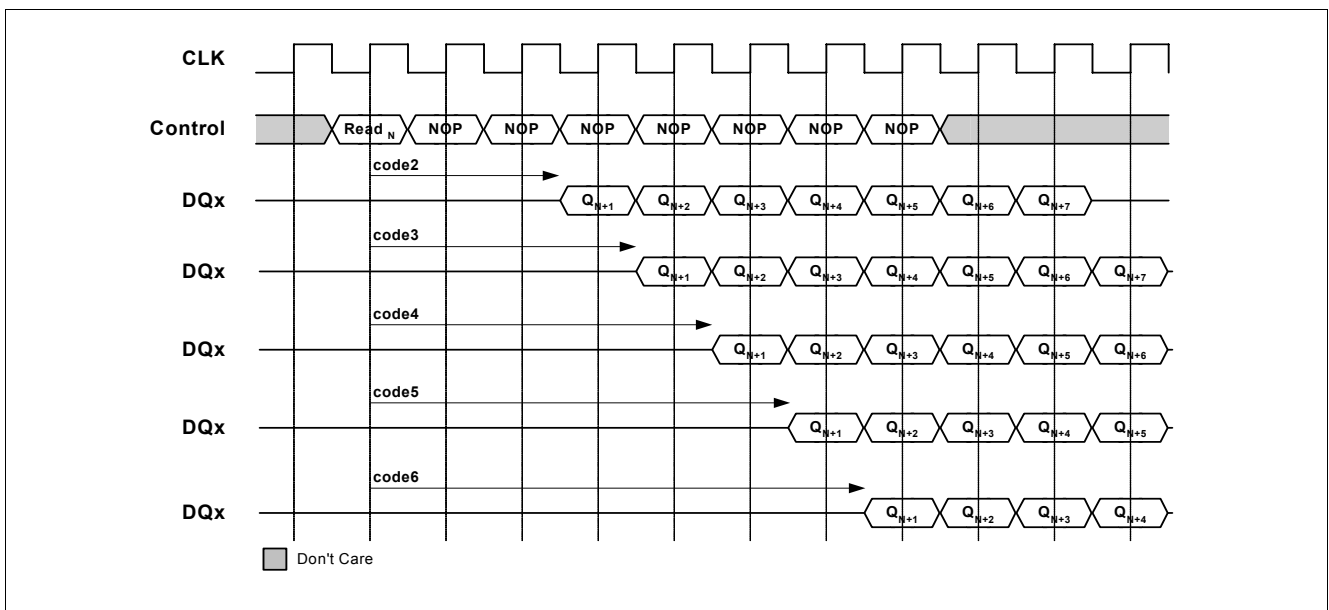 CLK
Control Read N NOP NOP NOP NOP NOP NOP NOP
code2
DQx QN+1 QN+2 QN+3 QN+4 QN+5 QN+6 QN+7
code3
DQx QN+1 QN+2 QN+3 QN+4 QN+5 QN+6 QN+7
code4
DQx QN+1 QN+2 QN+3 QN+4 QN+5 QN+6
code5
DQx QN+1 QN+2 QN+3 QN+4 QN+5
code6
DQx QN+1 QN+2 QN+3 QN+4
Don't Care